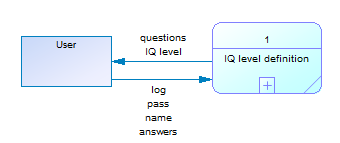 User
questions
IQ level
log
pass
name
answers
1
IQ level definition